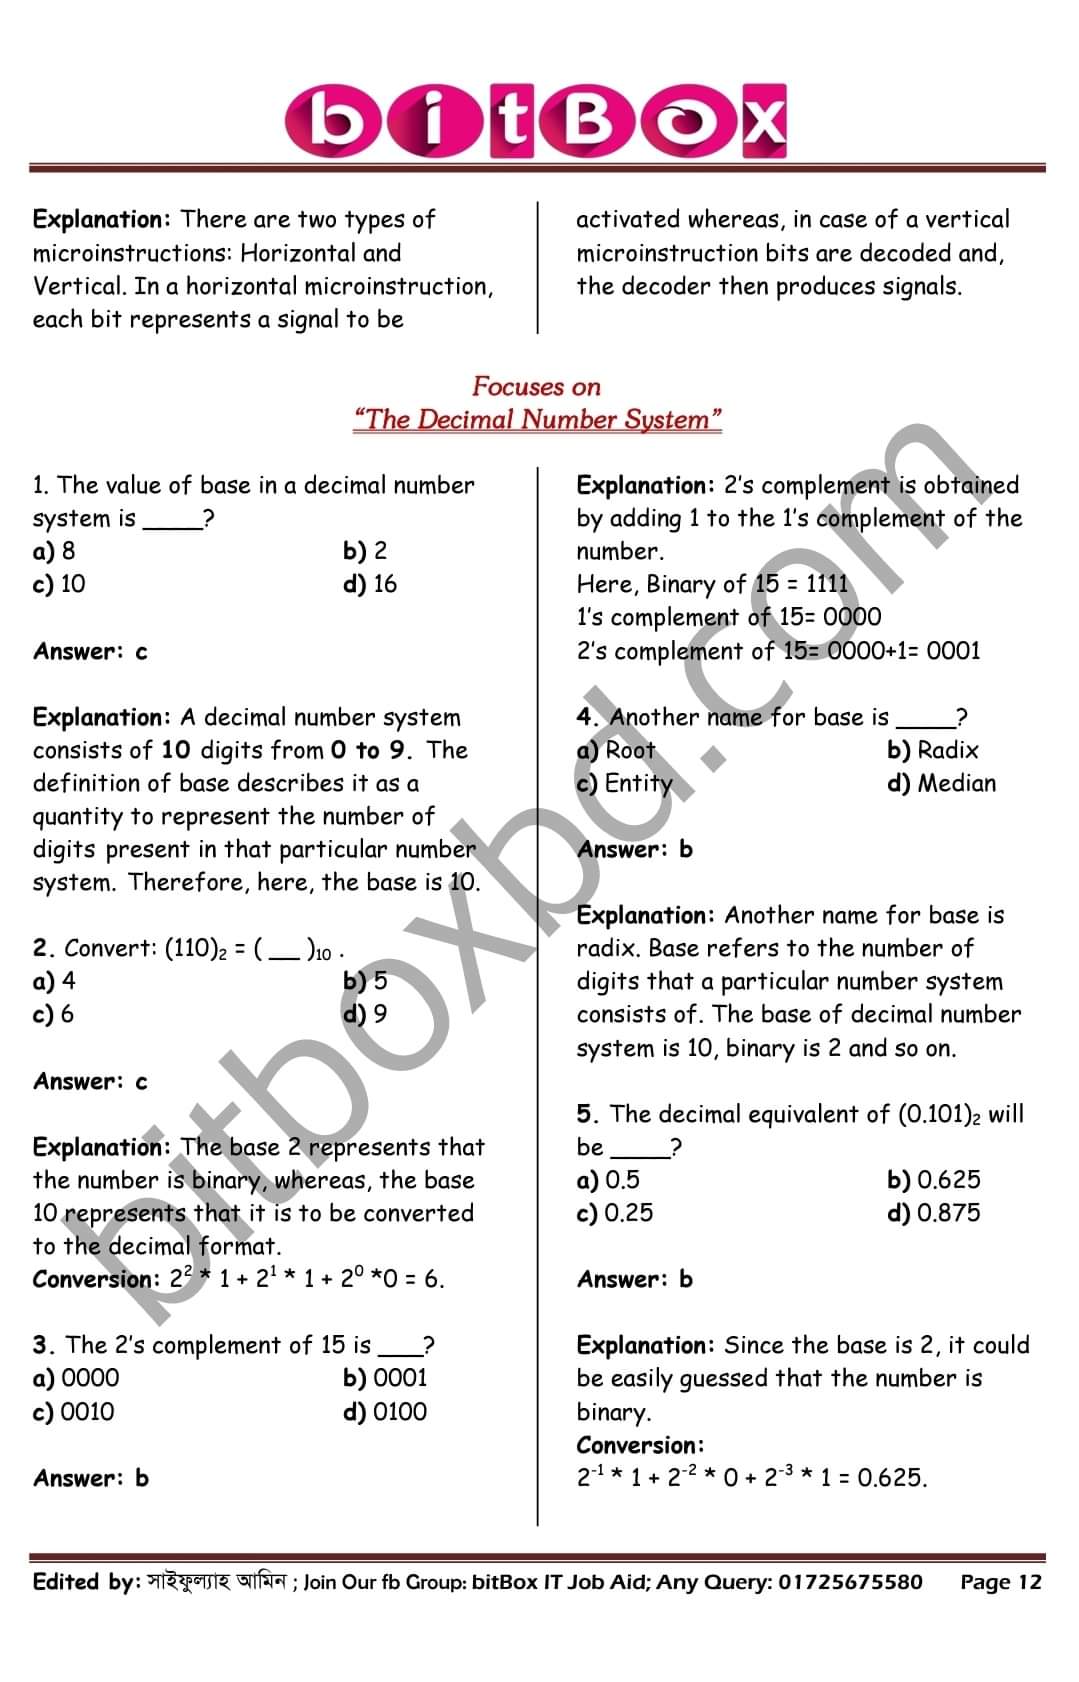 bitBox
Explanation: There are two types of
microinstructions: Horizontal and
Vertical. In a horizontal microinstruction,
each bit represents a signal to be
activated whereas, in case of a vertical
microinstruction bits are decoded and,
the decoder then produces signals.
Focuses on
“The Decimal Number System”
1. The value of base in a decimal number
system is ____?
a) 8 b) 2
c) 10 d) 16
Answer: c
Explanation: A decimal number system
consists of 10 digits from 0 to 9. The
definition of base describes it as a
quantity to represent the number of
digits present in that particular number
system. Therefore, here, the base is 10.
2. Convert: (110)₂ = ( __ )₁₀ .
a) 4 b) 5
c) 6 d) 9
Answer: c
Explanation: The base 2 represents that
the number is binary, whereas, the base
10 represents that it is to be converted
to the decimal format.
Conversion: 2² * 1 + 2¹ * 1 + 2⁰ *0 = 6.
3. The 2’s complement of 15 is ___?
a) 0000 b) 0001
c) 0010 d) 0100
Answer: b
Explanation: 2’s complement is obtained
by adding 1 to the 1’s complement of the
number.
Here, Binary of 15 = 1111
1’s complement of 15= 0000
2’s complement of 15= 0000+1= 0001
4. Another name for base is ____?
a) Root b) Radix
c) Entity d) Median
Answer: b
Explanation: Another name for base is
radix. Base refers to the number of
digits that a particular number system
consists of. The base of decimal number
system is 10, binary is 2 and so on.
5. The decimal equivalent of (0.101)₂ will
be ____?
a) 0.5 b) 0.625
c) 0.25 d) 0.875
Answer: b
Explanation: Since the base is 2, it could
be easily guessed that the number is
binary.
Conversion:
2⁻¹ * 1 + 2⁻² * 0 + 2⁻³ * 1 = 0.625.
bitboxbd.com
Edited by: সাইফুল্যাহ আমিন ; Join Our fb Group: bitBox IT Job Aid; Any Query: 01725675580 Page 12